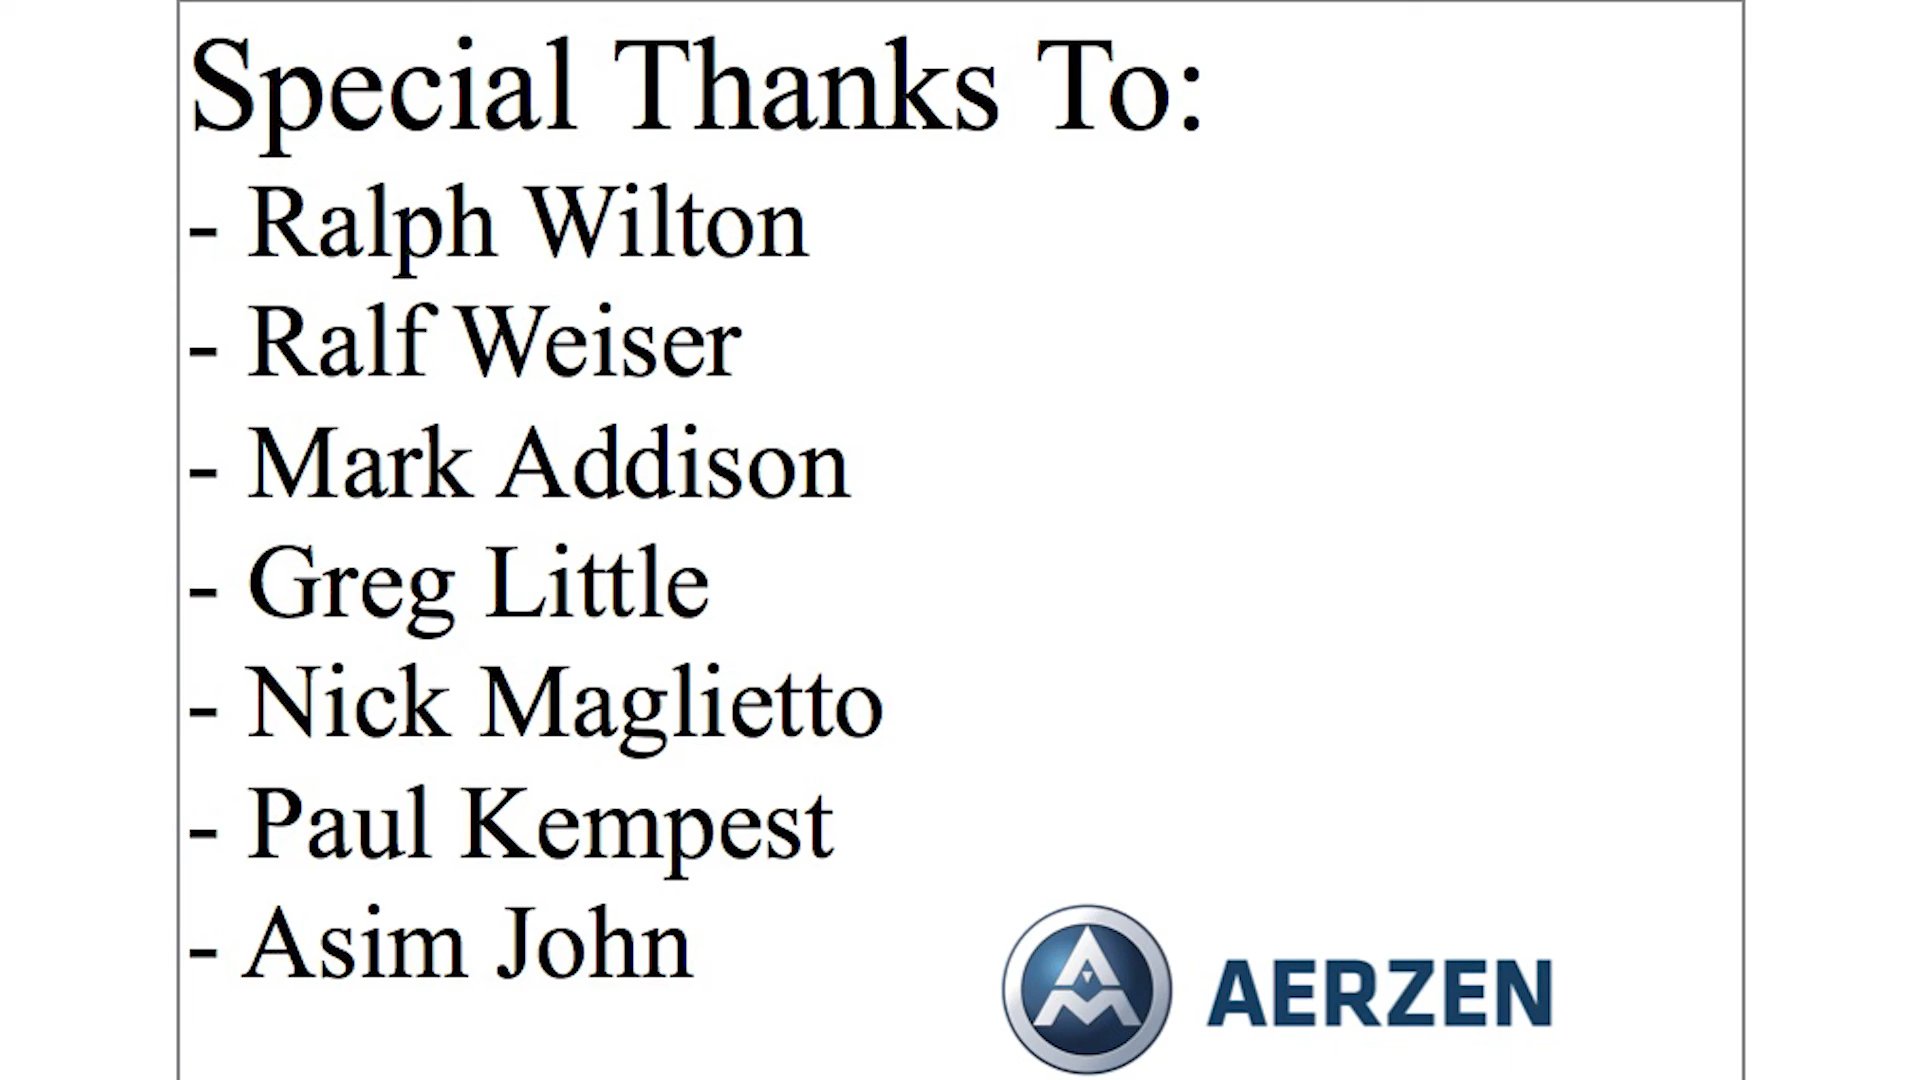 Special Thanks To:
- Ralph Wilton
- Ralf Weiser
- Mark Addison
- Greg Little
- Nick Maglietto
- Paul Kempest
- Asim John
AERZEN